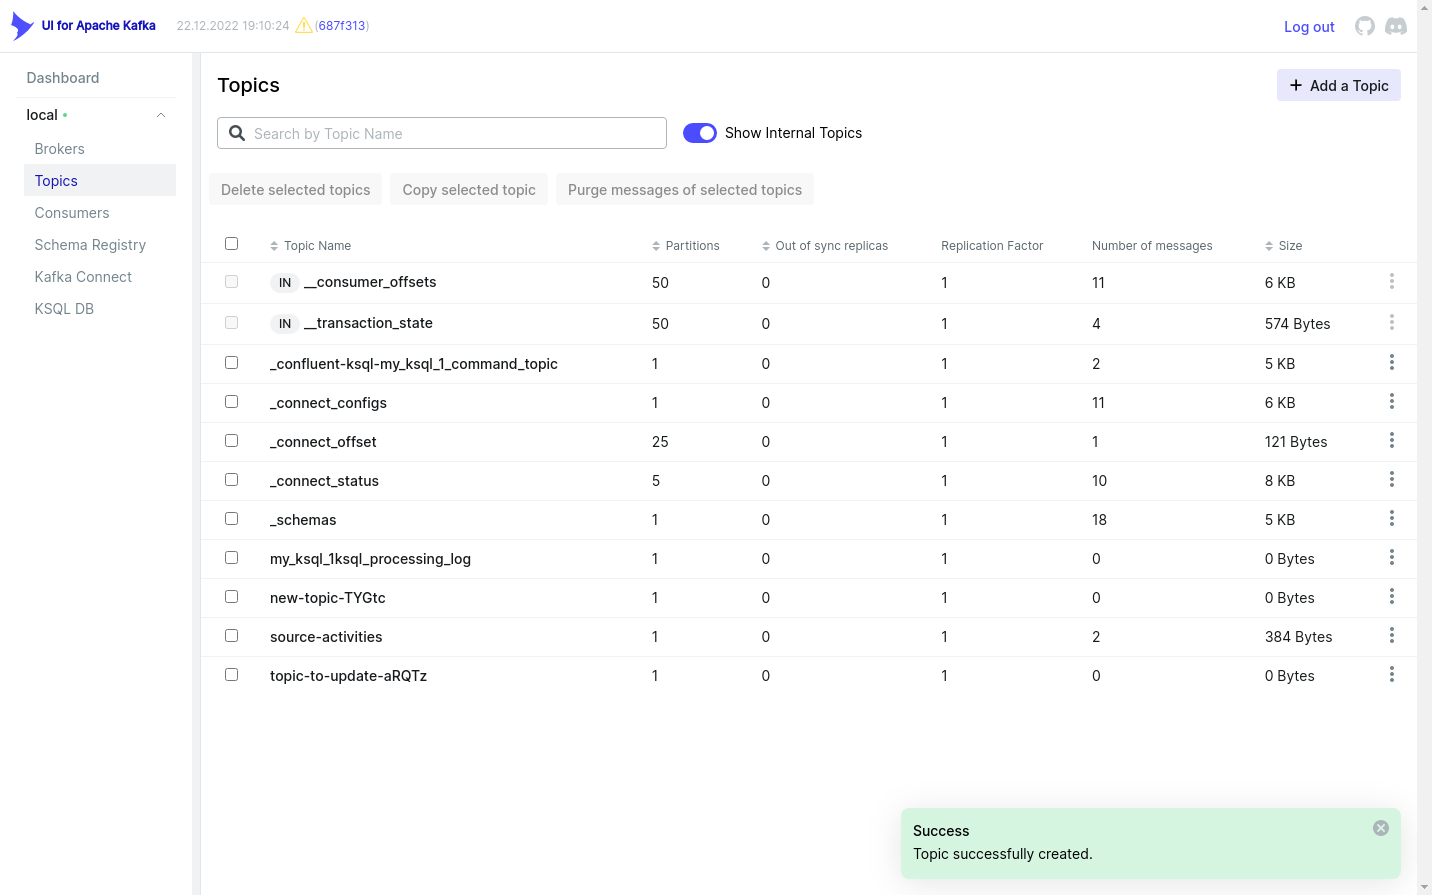 UI for Apache Kafka 22.12.2022 19:10:24 (687f313) Log out
Dashboard
local
Brokers
Topics
Consumers
Schema Registry
Kafka Connect
KSQL DB
Topics
Add a Topic
Search by Topic Name Show Internal Topics
Delete selected topics Copy selected topic Purge messages of selected topics
Topic Name Partitions Out of sync replicas Replication Factor Number of messages Size
IN __consumer_offsets 50 0 1 11 6 KB
IN __transaction_state 50 0 1 4 574 Bytes
_confluent-ksql-my_ksql_1_command_topic 1 0 1 2 5 KB
_connect_configs 1 0 1 11 6 KB
_connect_offset 25 0 1 1 121 Bytes
_connect_status 5 0 1 10 8 KB
_schemas 1 0 1 18 5 KB
my_ksql_1ksql_processing_log 1 0 1 0 0 Bytes
new-topic-TYGtc 1 0 1 0 0 Bytes
source-activities 1 0 1 2 384 Bytes
topic-to-update-aRQTz 1 0 1 0 0 Bytes
Success
Topic successfully created.